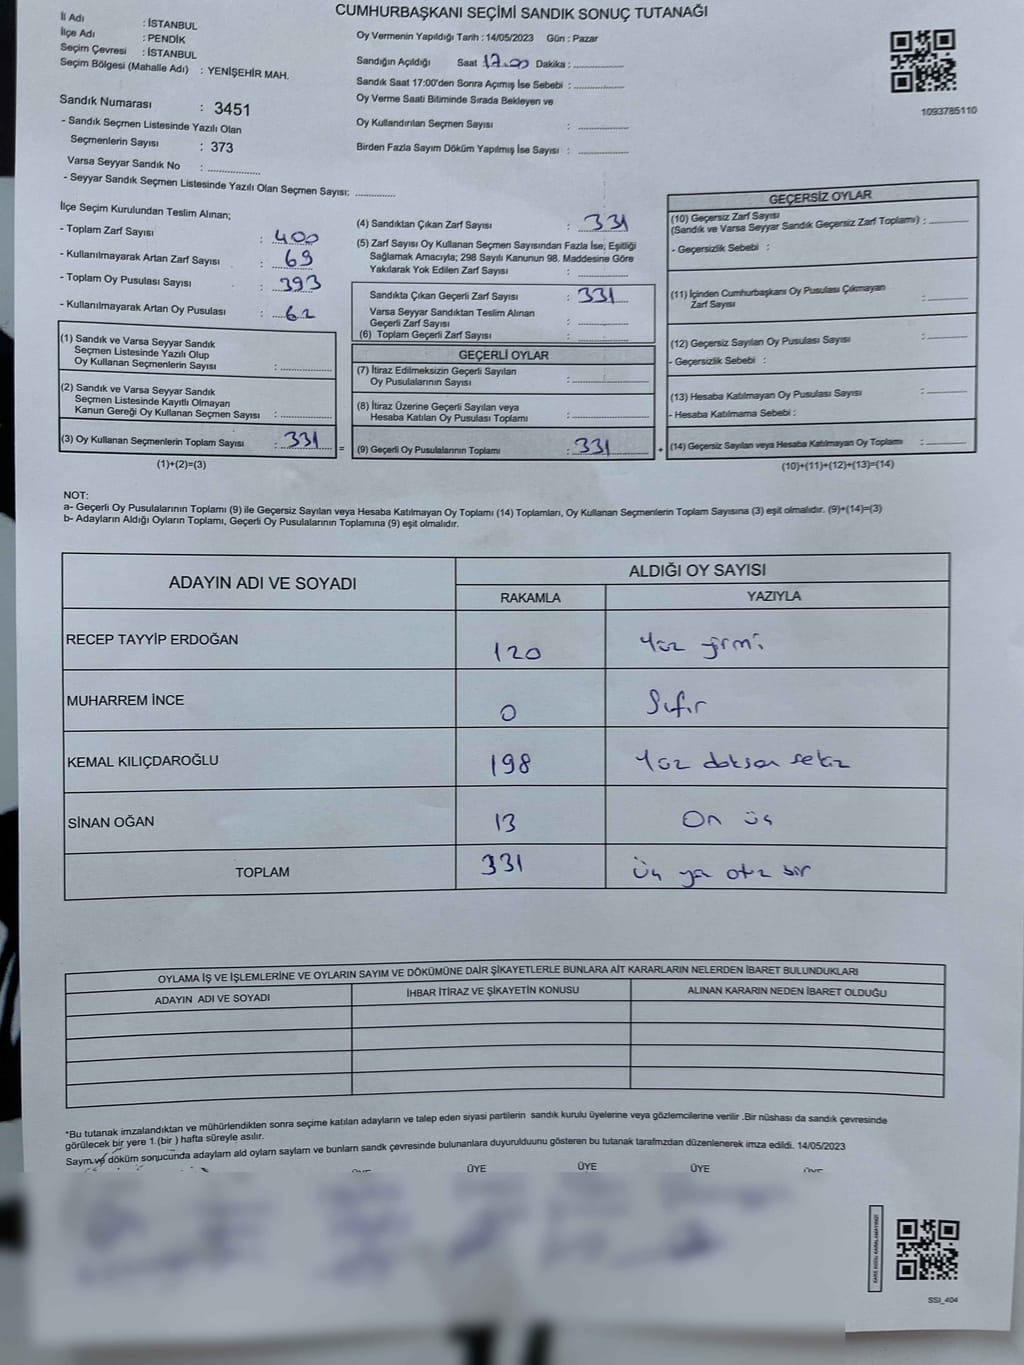 CUMHURBAŞKANI SEÇİMİ SANDIK SONUÇ TUTANAĞI
İl Adı : İSTANBUL
İlçe Adı : PENDİK
Seçim Çevresi : İSTANBUL
Seçim Bölgesi (Mahalle Adı) : YENİŞEHİR MAH.
Sandık Numarası : 3451
- Sandık Seçmen Listesinde Yazılı Olan
Seçmenlerin Sayısı : 373
Varsa Seyyar Sandık No : ................
- Seyyar Sandık Seçmen Listesinde Yazılı Olan Seçmen Sayısı: ............
Oy Vermenin Yapıldığı Tarih : 14/05/2023 Gün : Pazar
Sandığın Açıldığı Saat 17.00 Dakika : ................
Sandık Saat 17:00'den Sonra Açımış İse Sebebi : ................
Oy Verme Saati Bitiminde Sırada Bekleyen ve
Oy Kullandırılan Seçmen Sayısı : ................
Birden Fazla Sayım Döküm Yapılmış İse Sayısı : ................
1093785110
İlçe Seçim Kurulundan Teslim Alınan;
- Toplam Zarf Sayısı : 400
- Kullanılmayarak Artan Zarf Sayısı : 69
- Toplam Oy Pusulası Sayısı : 393
- Kullanılmayarak Artan Oy Pusulası : 62
(1) Sandık ve Varsa Seyyar Sandık
Seçmen Listesinde Yazılı Olup
Oy Kullanan Seçmenlerin Sayısı : ................
(2) Sandık ve Varsa Seyyar Sandık
Seçmen Listesinde Kayıtlı Olmayan
Kanun Gereği Oy Kullanan Seçmen Sayısı : ................
(3) Oy Kullanan Seçmenlerin Toplam Sayısı : 331 =
(1)+(2)=(3)
(4) Sandıktan Çıkan Zarf Sayısı : 331
(5) Zarf Sayısı Oy Kullanan Seçmen Sayısından Fazla İse, Eşitliği
Sağlamak Amacıyla; 298 Sayılı Kanunun 98. Maddesine Göre
Yakılarak Yok Edilen Zarf Sayısı : ................
Sandıkta Çıkan Geçerli Zarf Sayısı : 331
Varsa Seyyar Sandıktan Teslim Alınan
Geçerli Zarf Sayısı : ................
(6) Toplam Geçerli Zarf Sayısı : ................
GEÇERLİ OYLAR
(7) İtiraz Edilmeksizin Geçerli Sayılan
Oy Pusulalarının Sayısı : ................
(8) İtiraz Üzerine Geçerli Sayılan veya
Hesaba Katılan Oy Pusulası Toplamı : ................
(9) Geçerli Oy Pusulalarının Toplamı : 331 +
GEÇERSİZ OYLAR
(10) Geçersiz Zarf Sayısı
(Sandık ve Varsa Seyyar Sandık Geçersiz Zarf Toplamı) : ............
- Geçersizlik Sebebi :
(11) İçinden Cumhurbaşkanı Oy Pusulası Çıkmayan
Zarf Sayısı : ............
(12) Geçersiz Sayılan Oy Pusulası Sayısı : ............
- Geçersizlik Sebebi :
(13) Hesaba Katılmayan Oy Pusulası Sayısı : ............
- Hesaba Katılmama Sebebi :
(14) Geçersiz Sayılan veya Hesaba Katılmayan Oy Toplamı : ............
(10)+(11)+(12)+(13)=(14)
NOT:
a- Geçerli Oy Pusulalarının Toplamı (9) ile Geçersiz Sayılan veya Hesaba Katılmayan Oy Toplamı (14) Toplamları, Oy Kullanan Seçmenlerin Toplam Sayısına (3) eşit olmalıdır. (9)+(14)=(3)
b- Adayların Aldığı Oyların Toplamı, Geçerli Oy Pusulalarının Toplamına (9) eşit olmalıdır.
ADAYIN ADI VE SOYADI
ALDIĞI OY SAYISI
RAKAMLA YAZIYLA
RECEP TAYYİP ERDOĞAN 120 Yüz yirmi
MUHARREM İNCE 0 Sıfır
KEMAL KILIÇDAROĞLU 198 Yüz doksan sekiz
SİNAN OĞAN 13 On üç
TOPLAM 331 Üç yüz otuz bir
OYLAMA İŞ VE İŞLEMLERİNE VE OYLARIN SAYIM VE DÖKÜMÜNE DAİR ŞİKAYETLERLE BUNLARA AİT KARARLARIN NELERDEN İBARET BULUNDUKLARI
ADAYIN ADI VE SOYADI İHBAR İTİRAZ VE ŞİKAYETİN KONUSU ALINAN KARARIN NEDEN İBARET OLDUĞU
*Bu tutanak imzalandıktan ve mühürlendikten sonra seçime katılan adayların ve talep eden siyasi partilerin sandık kurulu üyelerine veya gözlemcilerine verilir .Bir nüshası da sandık çevresinde
görülecek bir yere 1.(bir ) hafta süreyle asılır.
Sayım ve döküm sonucunda adaylam ald oylam saylam ve bunlarn sandk çevresinde bulunanlara duyurulduunu gösteren bu tutanak tarafmzdan düzenlenerek imza edildi. 14/05/2023
ÜYE ÜYE ÜYE ÜYE ÜYE
SSI_404